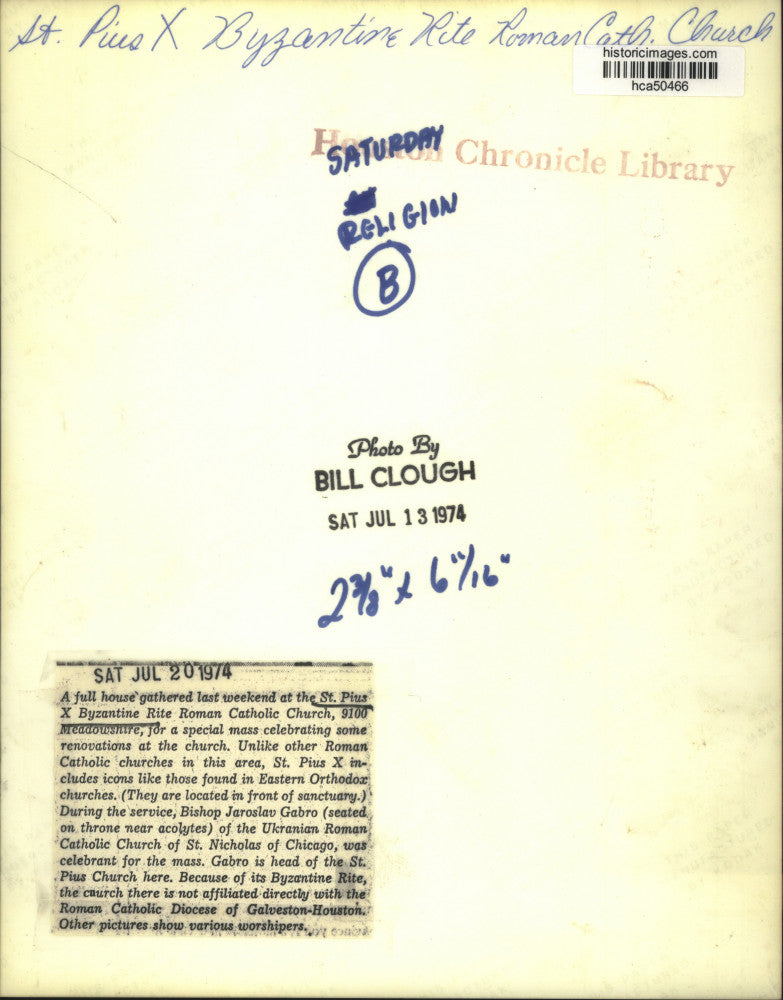 St. Pius X Byzantine Rite Roman Cath. Church
historicimages.com
hca50466
Houston Chronicle Library
SATURDAY
RELIGION
B
Photo By
BILL CLOUGH
SAT JUL 13 1974
2 3/8" x 6 11/16"
SAT JUL 20 1974
A full house gathered last weekend at the St. Pius
X Byzantine Rite Roman Catholic Church, 9100
Meadowshire, for a special mass celebrating some
renovations at the church. Unlike other Roman
Catholic churches in this area, St. Pius X in-
cludes icons like those found in Eastern Orthodox
churches. (They are located in front of sanctuary.)
During the service, Bishop Jaroslav Gabro (seated
on throne near acolytes) of the Ukranian Roman
Catholic Church of St. Nicholas of Chicago, was
celebrant for the mass. Gabro is head of the St.
Pius Church here. Because of its Byzantine Rite,
the church there is not affiliated directly with the
Roman Catholic Diocese of Galveston-Houston.
Other pictures show various worshipers.